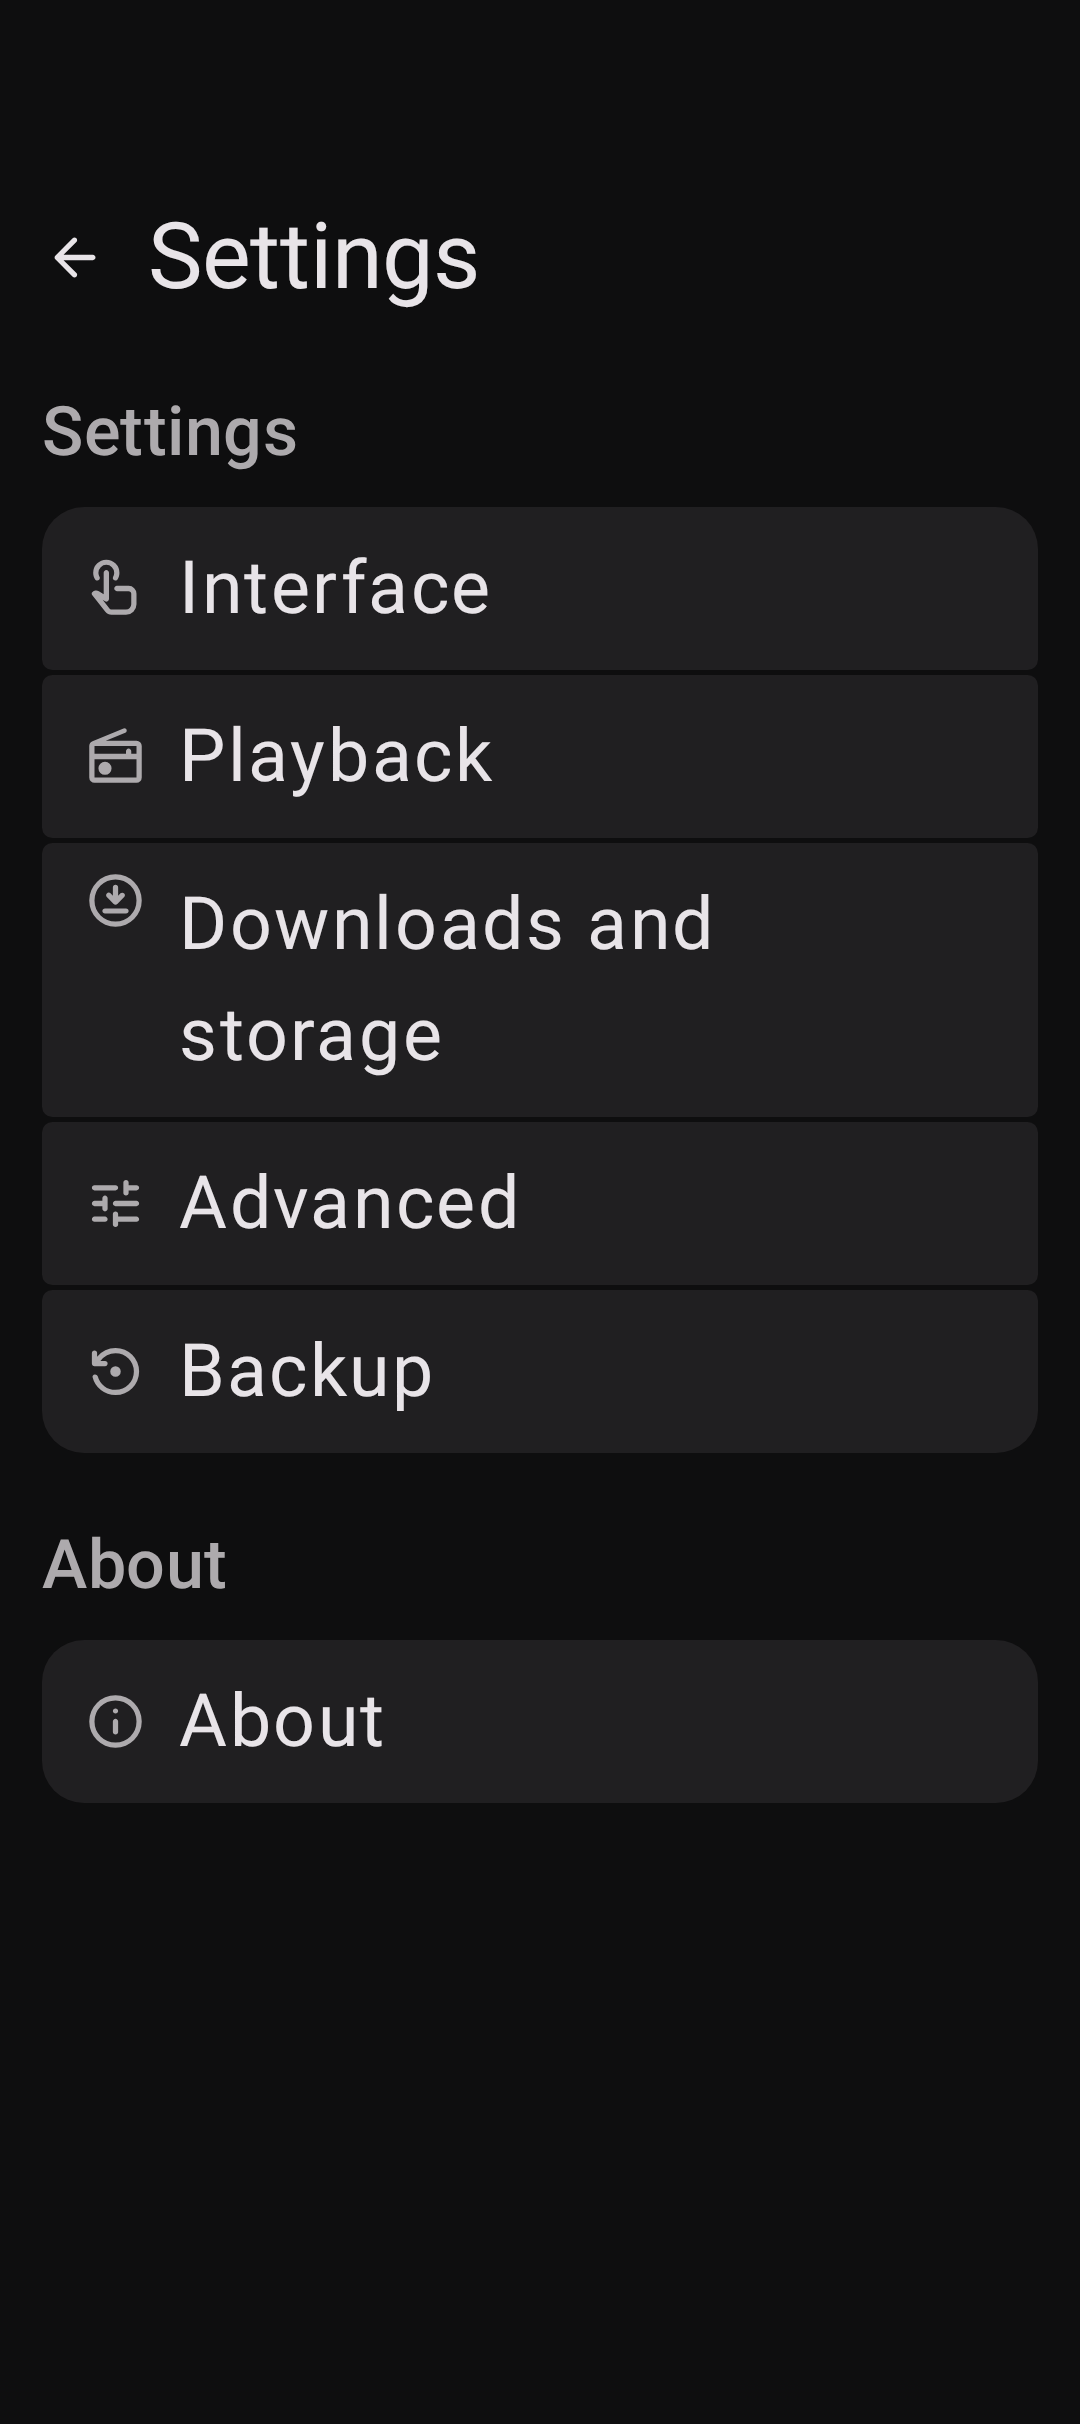 Settings
Settings
Interface
Playback
Downloads and
storage
Advanced
Backup
About
About